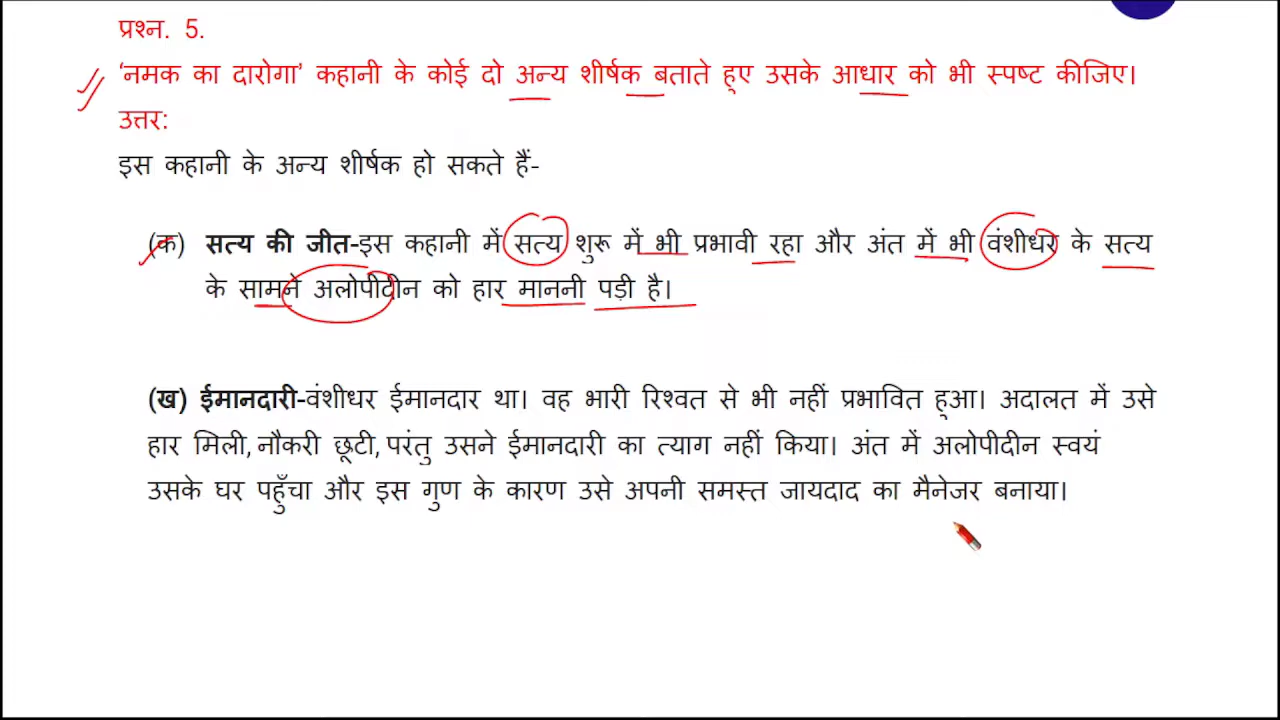 प्रश्न. 5.
‘नमक का दारोगा’ कहानी के कोई दो अन्य शीर्षक बताते हुए उसके आधार को भी स्पष्ट कीजिए।
उत्तर:
इस कहानी के अन्य शीर्षक हो सकते हैं-
(क) सत्य की जीत-इस कहानी में सत्य शुरू में भी प्रभावी रहा और अंत में भी वंशीधर के सत्य
के सामने अलोपीदीन को हार माननी पड़ी है।
(ख) ईमानदारी-वंशीधर ईमानदार था। वह भारी रिश्वत से भी नहीं प्रभावित हुआ। अदालत में उसे
हार मिली, नौकरी छूटी, परंतु उसने ईमानदारी का त्याग नहीं किया। अंत में अलोपीदीन स्वयं
उसके घर पहुँचा और इस गुण के कारण उसे अपनी समस्त जायदाद का मैनेजर बनाया।